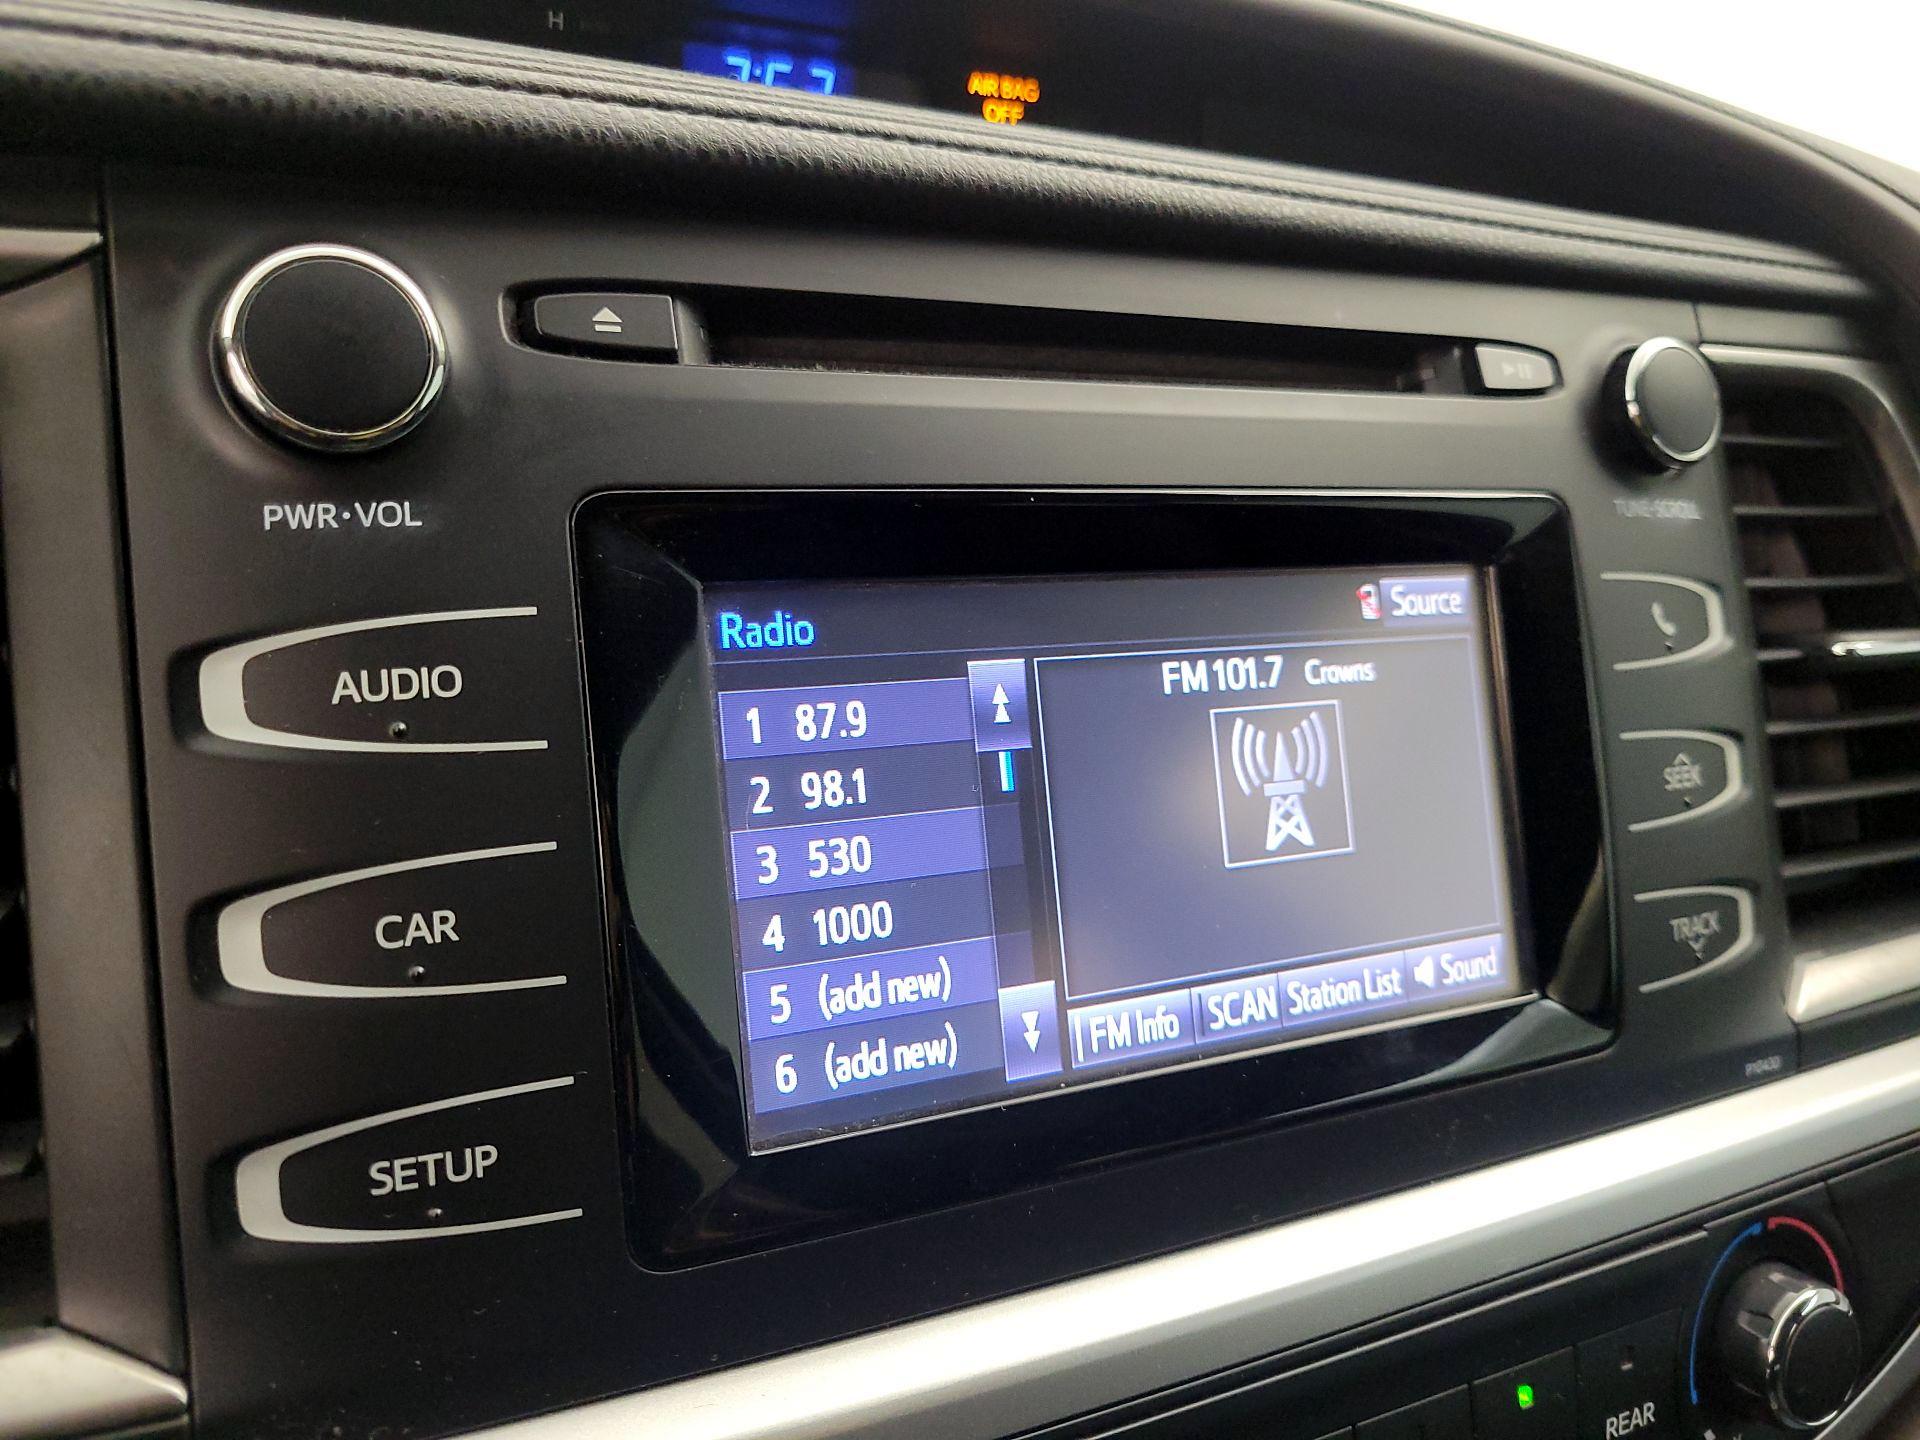 H
AIR BAG
OFF
PWR·VOL
TUNE·SCROLL
AUDIO
CAR
SETUP
Radio
Source
1 87.9
2 98.1
3 530
4 1000
5 (add new)
6 (add new)
FM 101.7 Crowns
FM Info
SCAN
Station List
Sound
SEEK
TRACK
REAR